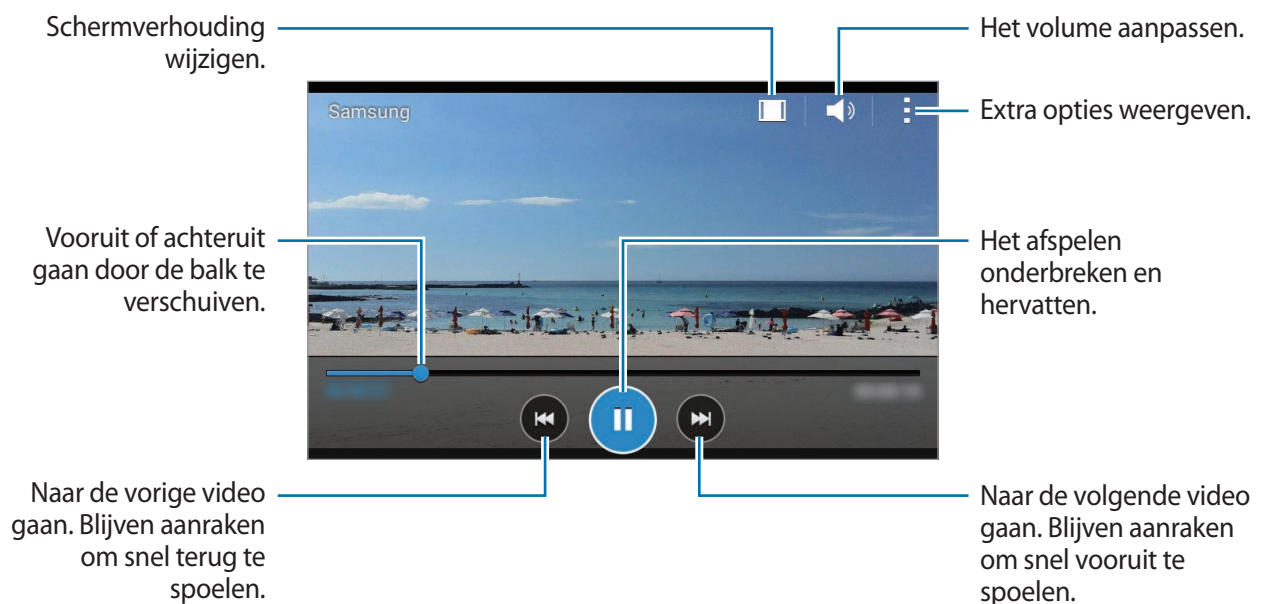 Schermverhouding
wijzigen.
Het volume aanpassen.
Samsung
Extra opties weergeven.
Vooruit of achteruit
gaan door de balk te
verschuiven.
Het afspelen
onderbreken en
hervatten.
Naar de vorige video
gaan. Blijven aanraken
om snel terug te
spoelen.
Naar de volgende video
gaan. Blijven aanraken
om snel vooruit te
spoelen.